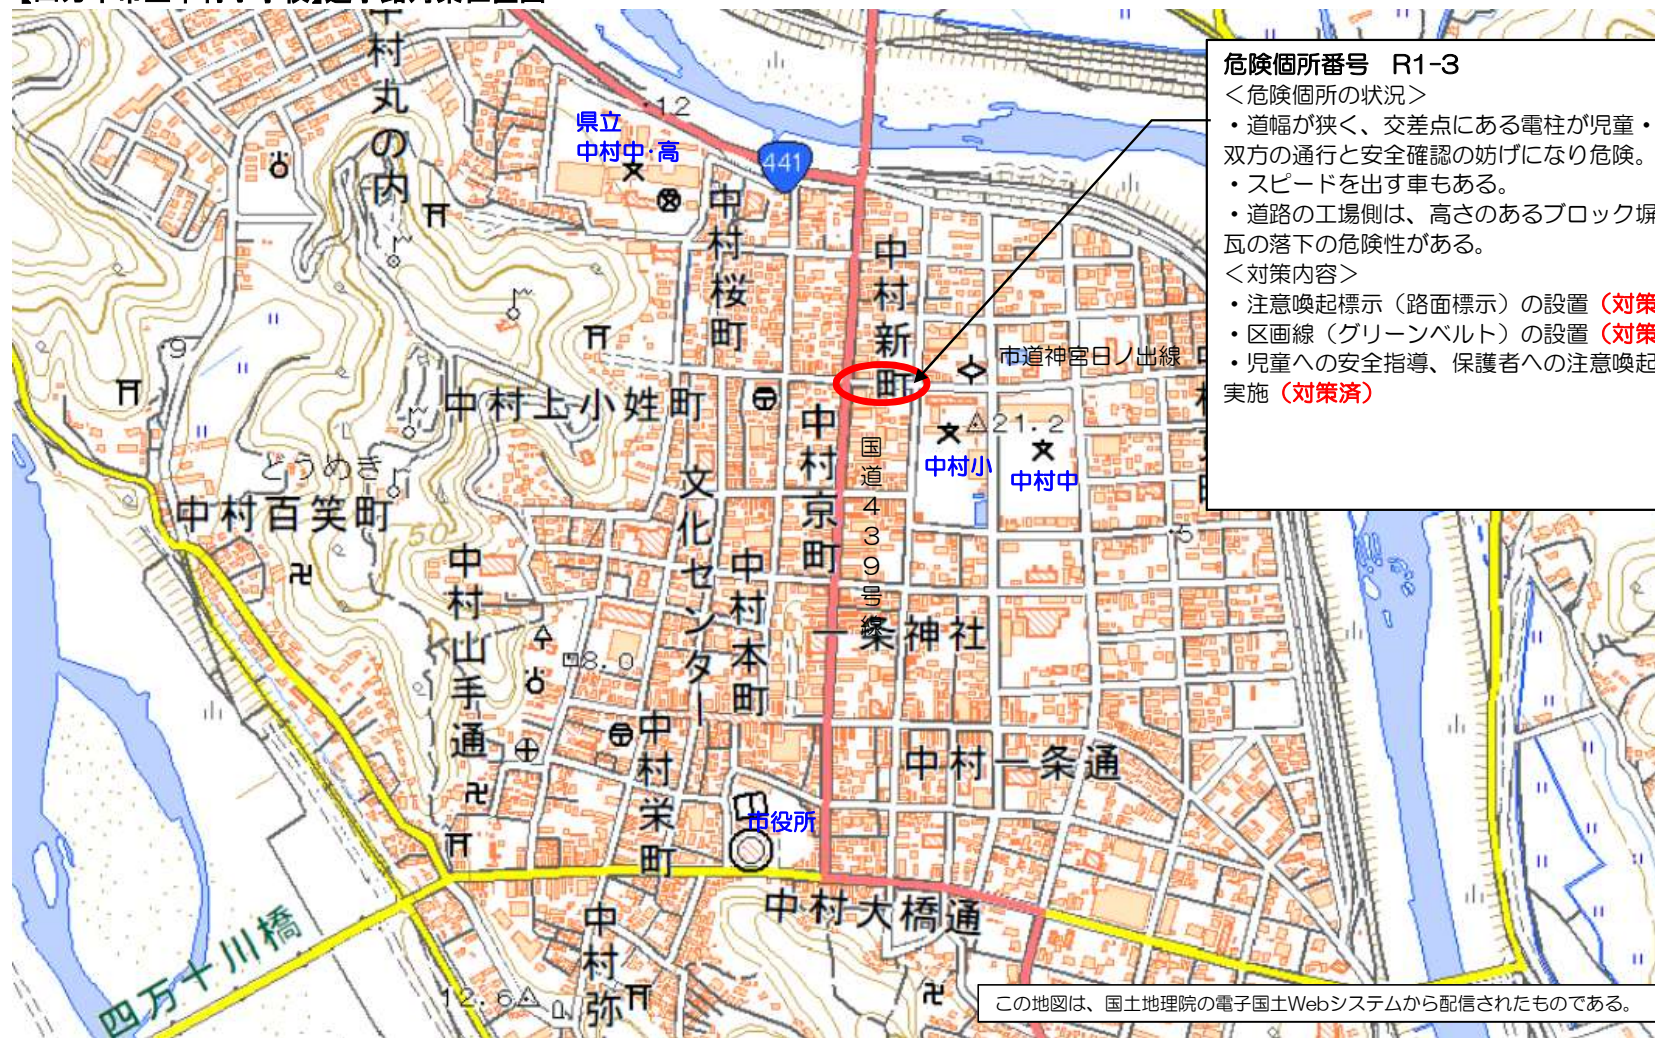 危険個所番号　R1-3
＜危険個所の状況＞
・道幅が狭く、交差点にある電柱が児童・
双方の通行と安全確認の妨げになり危険。
・スピードを出す車もある。
・道路の工場側は、高さのあるブロック塀
瓦の落下の危険性がある。
＜対策内容＞
・注意喚起標示（路面標示）の設置（対策
・区画線（グリーンベルト）の設置（対策
・児童への安全指導、保護者への注意喚起
実施（対策済）
中村丸の内
県立
中村中・高
・12
441
中村桜町
中村新町
市道神宮日ノ出線
9
中村上小姓町
中村京町
国道439号線
21.2
中村小
中村中
どうめき
中村百笑町
50
文化センター
中村本町
・5
一条神社
中村山手通
8.0
中村栄町
中村一条通
市役所
中村大橋通
四万十川橋
中村弥
12.6
この地図は、国土地理院の電子国土Webシステムから配信されたものである。